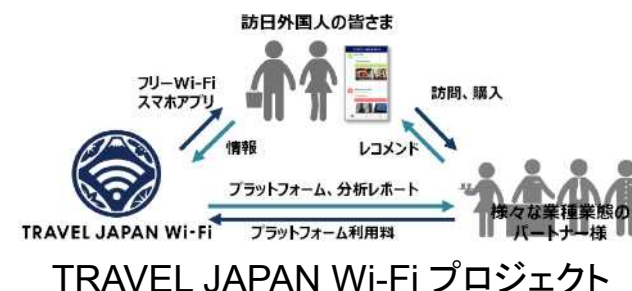 訪日外国人の皆さま
フリーWi-Fi
スマホアプリ
訪問、購入
情報
レコメンド
プラットフォーム、分析レポート
様々な業種業態の
パートナー様
TRAVEL JAPAN Wi-Fi
プラットフォーム利用料
TRAVEL JAPAN Wi-Fi プロジェクト